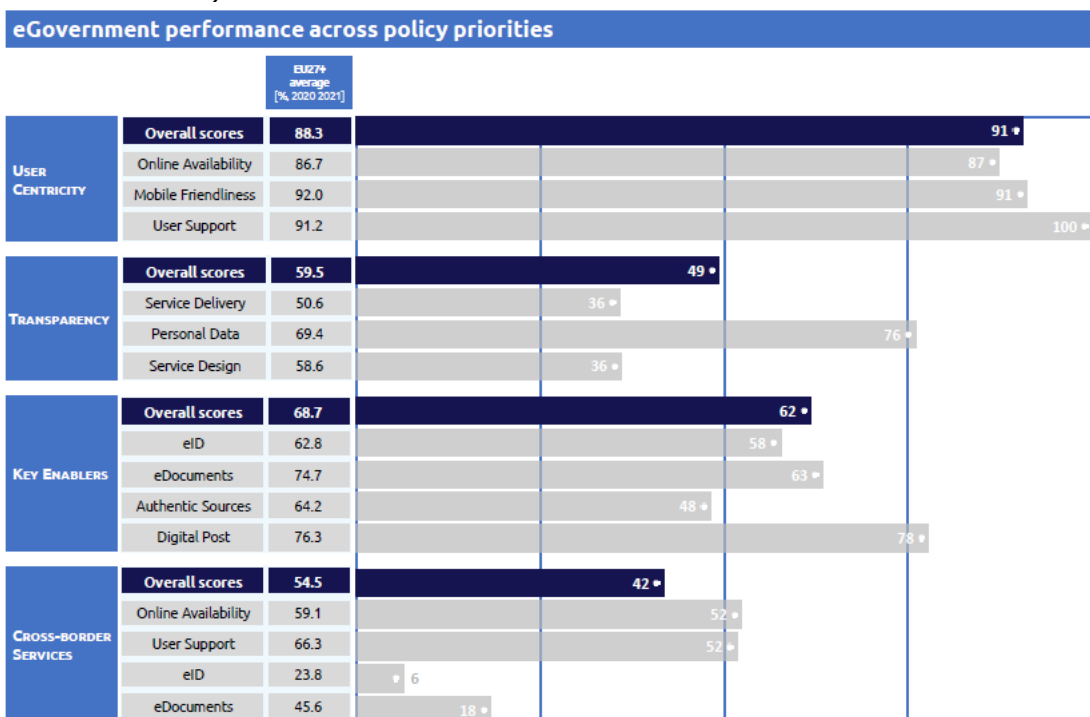 eGovernment performance across policy priorities
EU27+
average
[%, 2020 2021]
USER
CENTRICITY
Overall scores 88.3 91
Online Availability 86.7 87
Mobile Friendliness 92.0 91
User Support 91.2 100
TRANSPARENCY
Overall scores 59.5 49
Service Delivery 50.6 36
Personal Data 69.4 76
Service Design 58.6 36
KEY ENABLERS
Overall scores 68.7 62
eID 62.8 58
eDocuments 74.7 63
Authentic Sources 64.2 48
Digital Post 76.3 78
CROSS-BORDER
SERVICES
Overall scores 54.5 42
Online Availability 59.1 52
User Support 66.3 52
eID 23.8 6
eDocuments 45.6 18